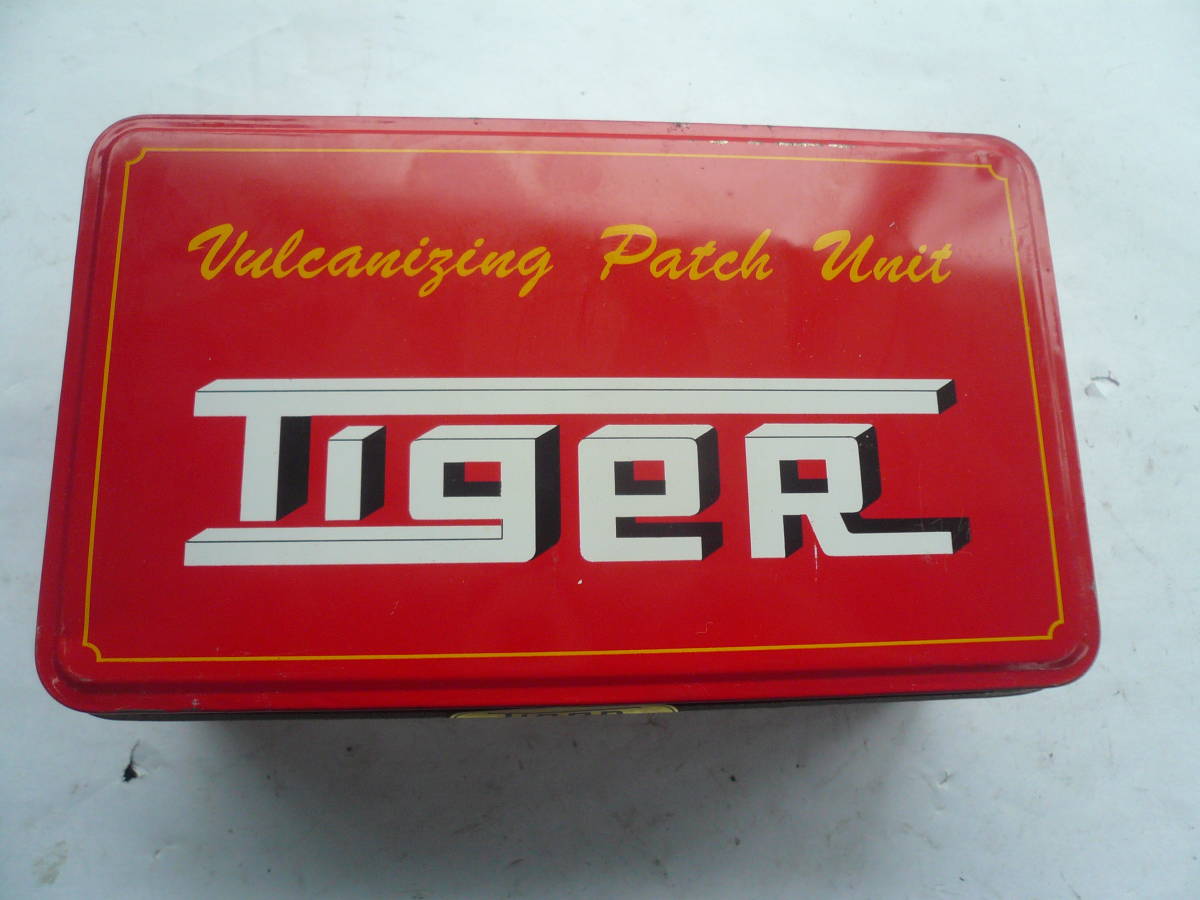 Vulcanizing Patch Unit
TigeR